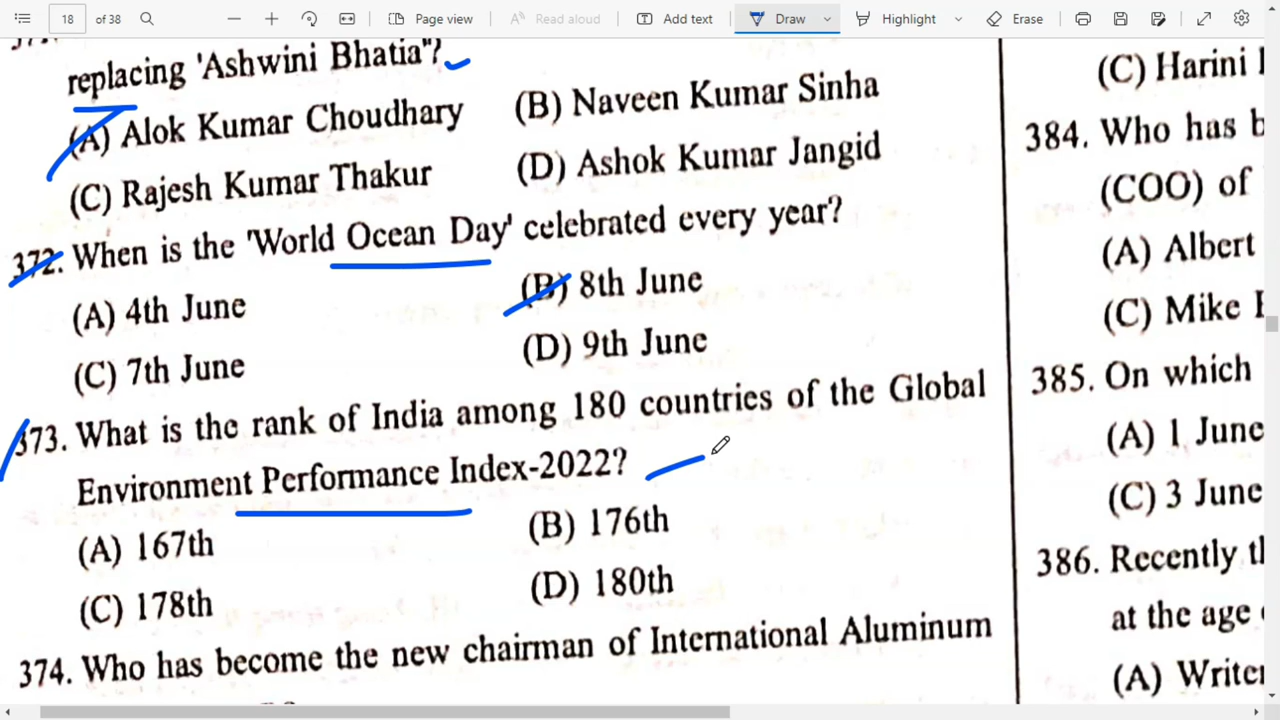 18 of 38 Page view Read aloud Add text Draw Highlight Erase
replacing 'Ashwini Bhatia"?
(A) Alok Kumar Choudhary (B) Naveen Kumar Sinha
(C) Rajesh Kumar Thakur (D) Ashok Kumar Jangid
372. When is the 'World Ocean Day' celebrated every year?
(A) 4th June (B) 8th June
(C) 7th June (D) 9th June
373. What is the rank of India among 180 countries of the Global
Environment Performance Index-2022?
(A) 167th (B) 176th
(C) 178th (D) 180th
374. Who has become the new chairman of International Aluminum
(C) Harini
384. Who has b
(COO) of
(A) Albert
(C) Mike
385. On which
(A) 1 June
(C) 3 June
386. Recently
at the age
(A) Writer